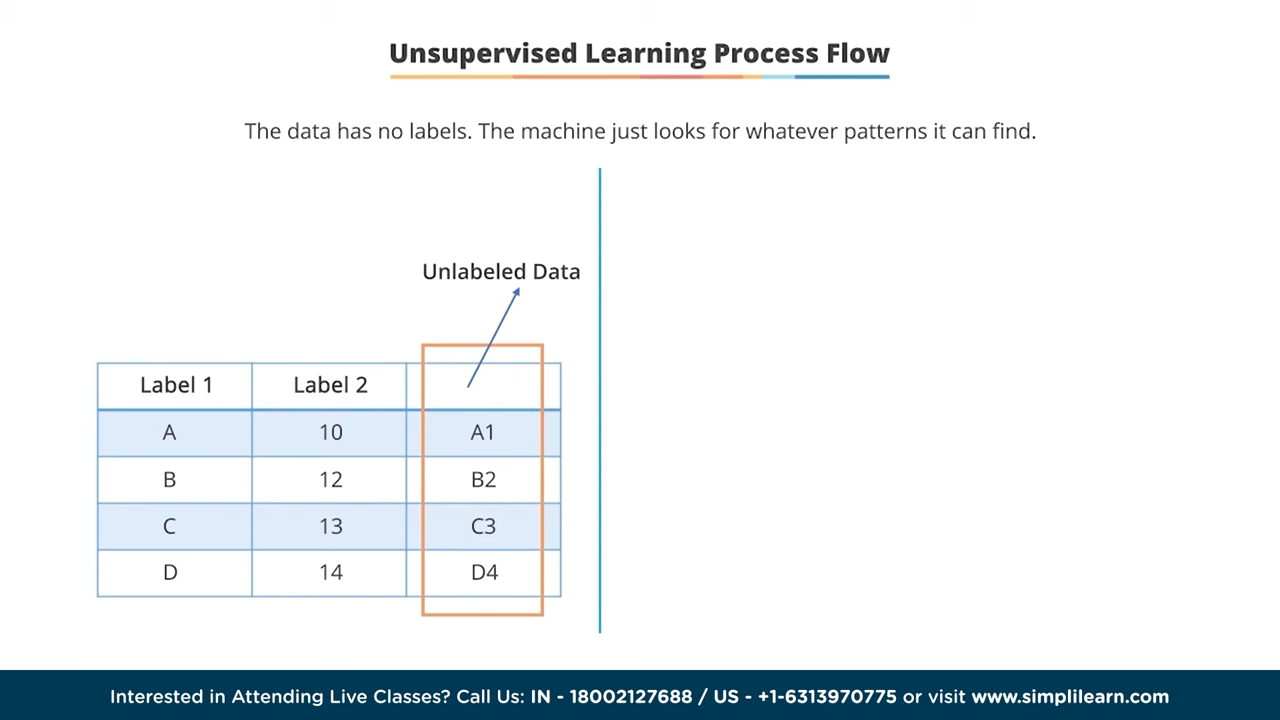 Unsupervised Learning Process Flow
The data has no labels. The machine just looks for whatever patterns it can find.
Unlabeled Data
Label 1 Label 2
A 10 A1
B 12 B2
C 13 C3
D 14 D4
Interested in Attending Live Classes? Call Us: IN - 18002127688 / US - +1-6313970775 or visit www.simplilearn.com